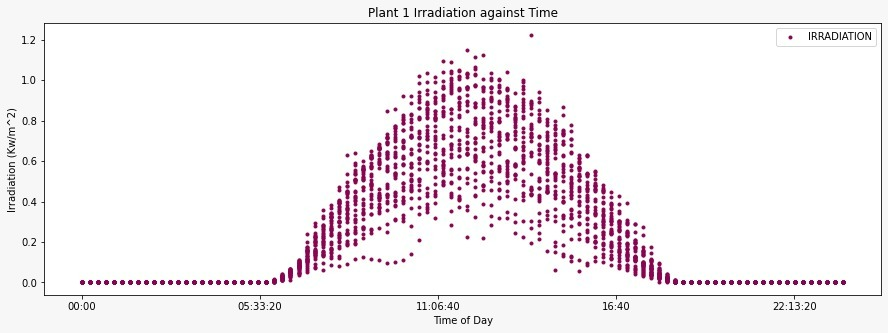 Plant 1 Irradiation against Time
IRRADIATION
Irradiation (Kw/m^2)
1.2
1.0
0.8
0.6
0.4
0.2
0.0
00:00 05:33:20 11:06:40 16:40 22:13:20
Time of Day